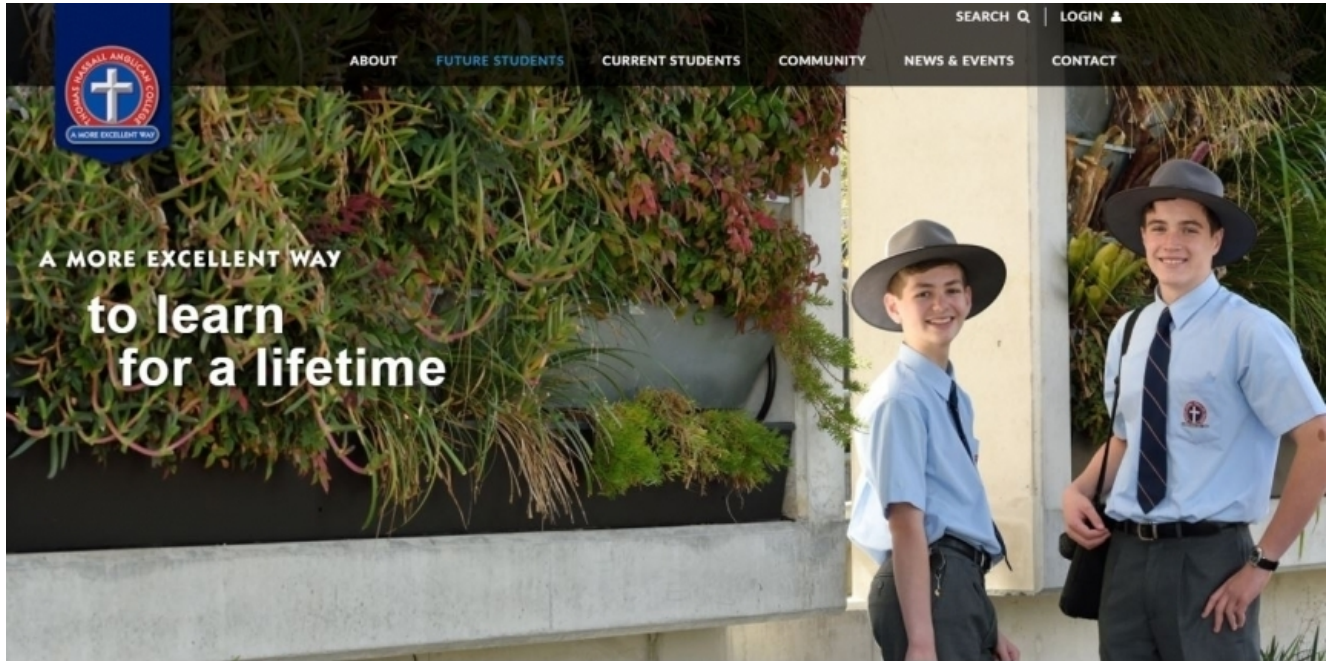 SEARCH LOGIN
THOMAS HASSALL ANGLICAN COLLEGE
A MORE EXCELLENT WAY
ABOUT FUTURE STUDENTS CURRENT STUDENTS COMMUNITY NEWS & EVENTS CONTACT
A MORE EXCELLENT WAY
to learn
for a lifetime